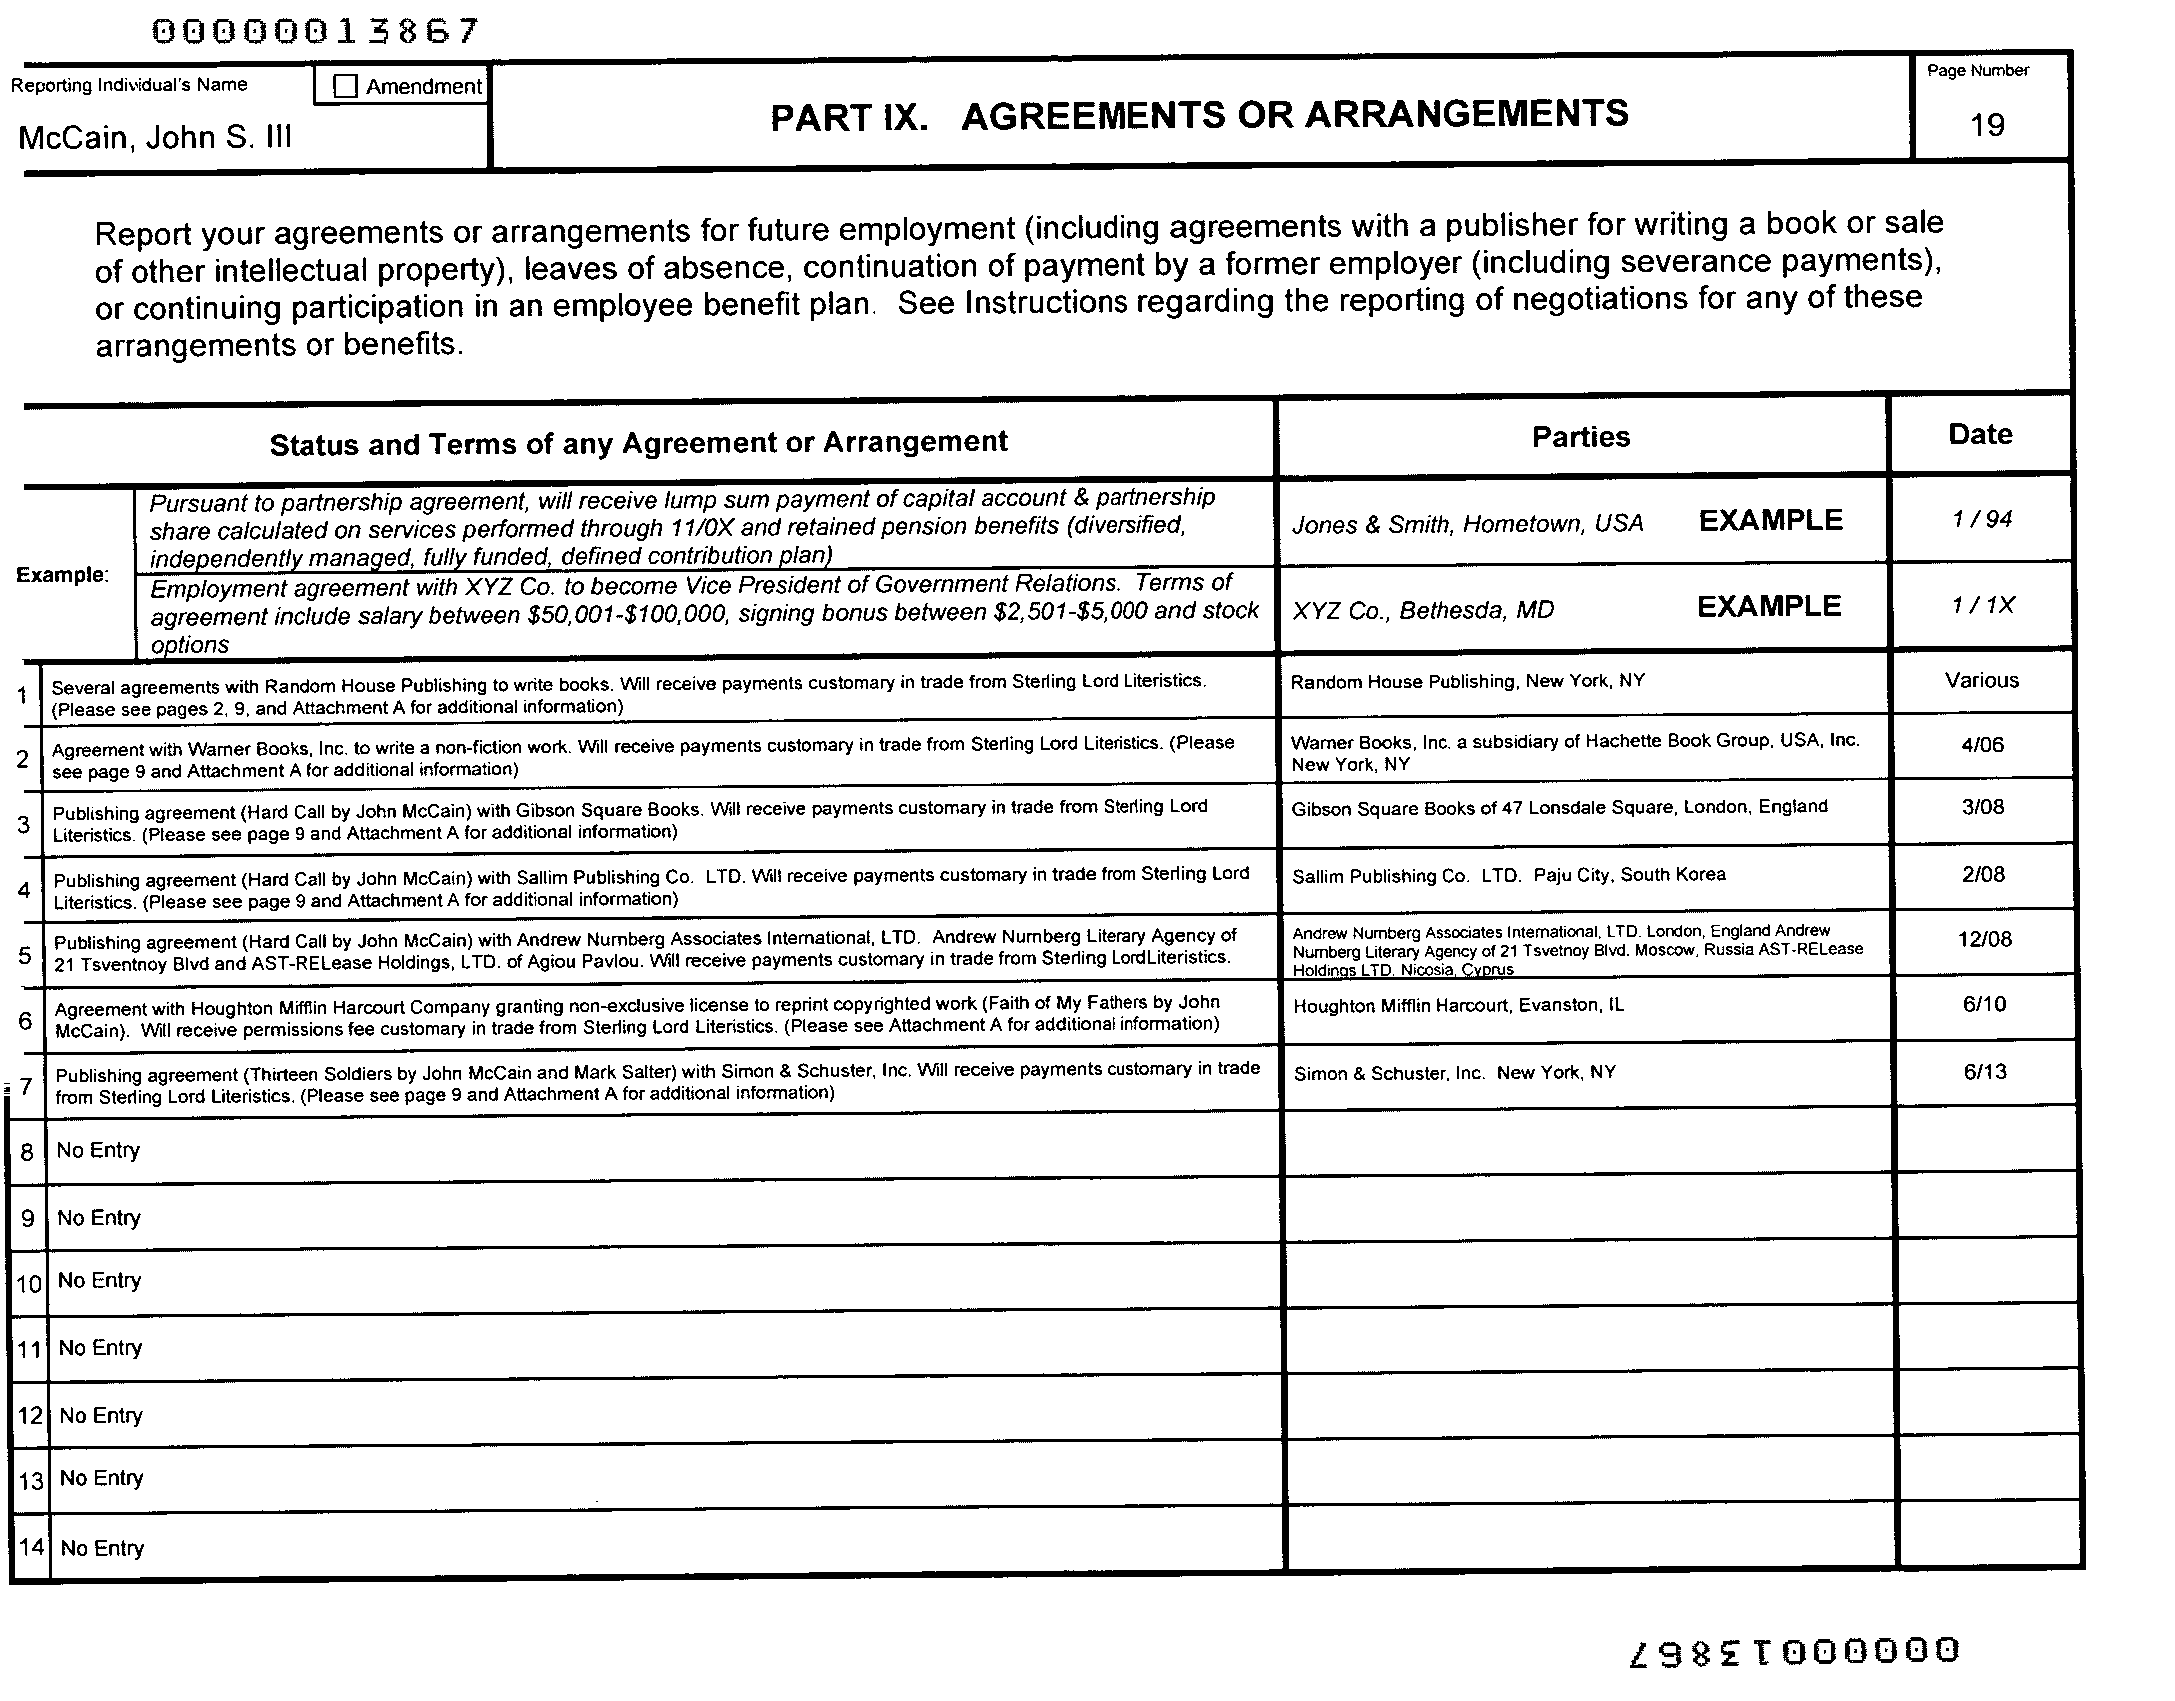 00000013867
Reporting Individual's Name
Amendment
McCain, John S. III
PART IX. AGREEMENTS OR ARRANGEMENTS
Page Number
19
Report your agreements or arrangements for future employment (including agreements with a publisher for writing a book or sale
of other intellectual property), leaves of absence, continuation of payment by a former employer (including severance payments),
or continuing participation in an employee benefit plan. See Instructions regarding the reporting of negotiations for any of these
arrangements or benefits.
Status and Terms of any Agreement or Arrangement
Parties
Date
Example:
Pursuant to partnership agreement, will receive lump sum payment of capital account & partnership
share calculated on services performed through 11/0X and retained pension benefits (diversified,
independently managed, fully funded, defined contribution plan)
Jones & Smith, Hometown, USA EXAMPLE
1 / 94
Employment agreement with XYZ Co. to become Vice President of Government Relations. Terms of
agreement include salary between $50,001-$100,000, signing bonus between $2,501-$5,000 and stock
options
XYZ Co., Bethesda, MD EXAMPLE
1 / 1X
1
Several agreements with Random House Publishing to write books. Will receive payments customary in trade from Sterling Lord Literistics.
(Please see pages 2, 9, and Attachment A for additional information)
Random House Publishing, New York, NY
Various
2
Agreement with Warner Books, Inc. to write a non-fiction work. Will receive payments customary in trade from Sterling Lord Literistics. (Please
see page 9 and Attachment A for additional information)
Warner Books, Inc. a subsidiary of Hachette Book Group, USA, Inc.
New York, NY
4/06
3
Publishing agreement (Hard Call by John McCain) with Gibson Square Books. Will receive payments customary in trade from Sterling Lord
Literistics. (Please see page 9 and Attachment A for additional information)
Gibson Square Books of 47 Lonsdale Square, London, England
3/08
4
Publishing agreement (Hard Call by John McCain) with Sallim Publishing Co. LTD. Will receive payments customary in trade from Sterling Lord
Literistics. (Please see page 9 and Attachment A for additional information)
Sallim Publishing Co. LTD. Paju City, South Korea
2/08
5
Publishing agreement (Hard Call by John McCain) with Andrew Nurnberg Associates International, LTD. Andrew Nurnberg Literary Agency of
21 Tsventnoy Blvd and AST-RELease Holdings, LTD. of Agiou Pavlou. Will receive payments customary in trade from Sterling LordLiteristics.
Andrew Nurnberg Associates International, LTD. London, England Andrew
Nurnberg Literary Agency of 21 Tsvetnoy Blvd. Moscow, Russia AST-RELease
Holdings LTD. Nicosia, Cyprus
12/08
6
Agreement with Houghton Mifflin Harcourt Company granting non-exclusive license to reprint copyrighted work (Faith of My Fathers by John
McCain). Will receive permissions fee customary in trade from Sterling Lord Literistics. (Please see Attachment A for additional information)
Houghton Mifflin Harcourt, Evanston, IL
6/10
7
Publishing agreement (Thirteen Soldiers by John McCain and Mark Salter) with Simon & Schuster, Inc. Will receive payments customary in trade
from Sterling Lord Literistics. (Please see page 9 and Attachment A for additional information)
Simon & Schuster, Inc. New York, NY
6/13
8 No Entry
9 No Entry
10 No Entry
11 No Entry
12 No Entry
13 No Entry
14 No Entry
00000013867